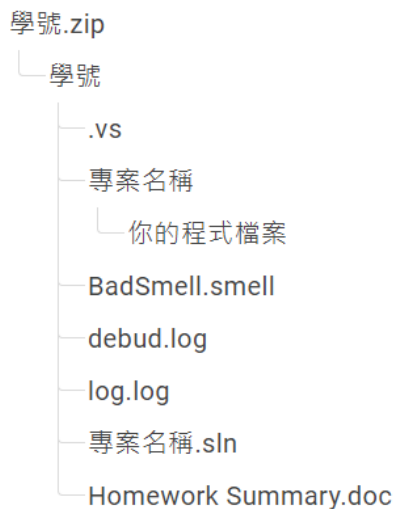 學號.zip
學號
.vs
專案名稱
你的程式檔案
BadSmell.smell
debud.log
log.log
專案名稱.sln
Homework Summary.doc